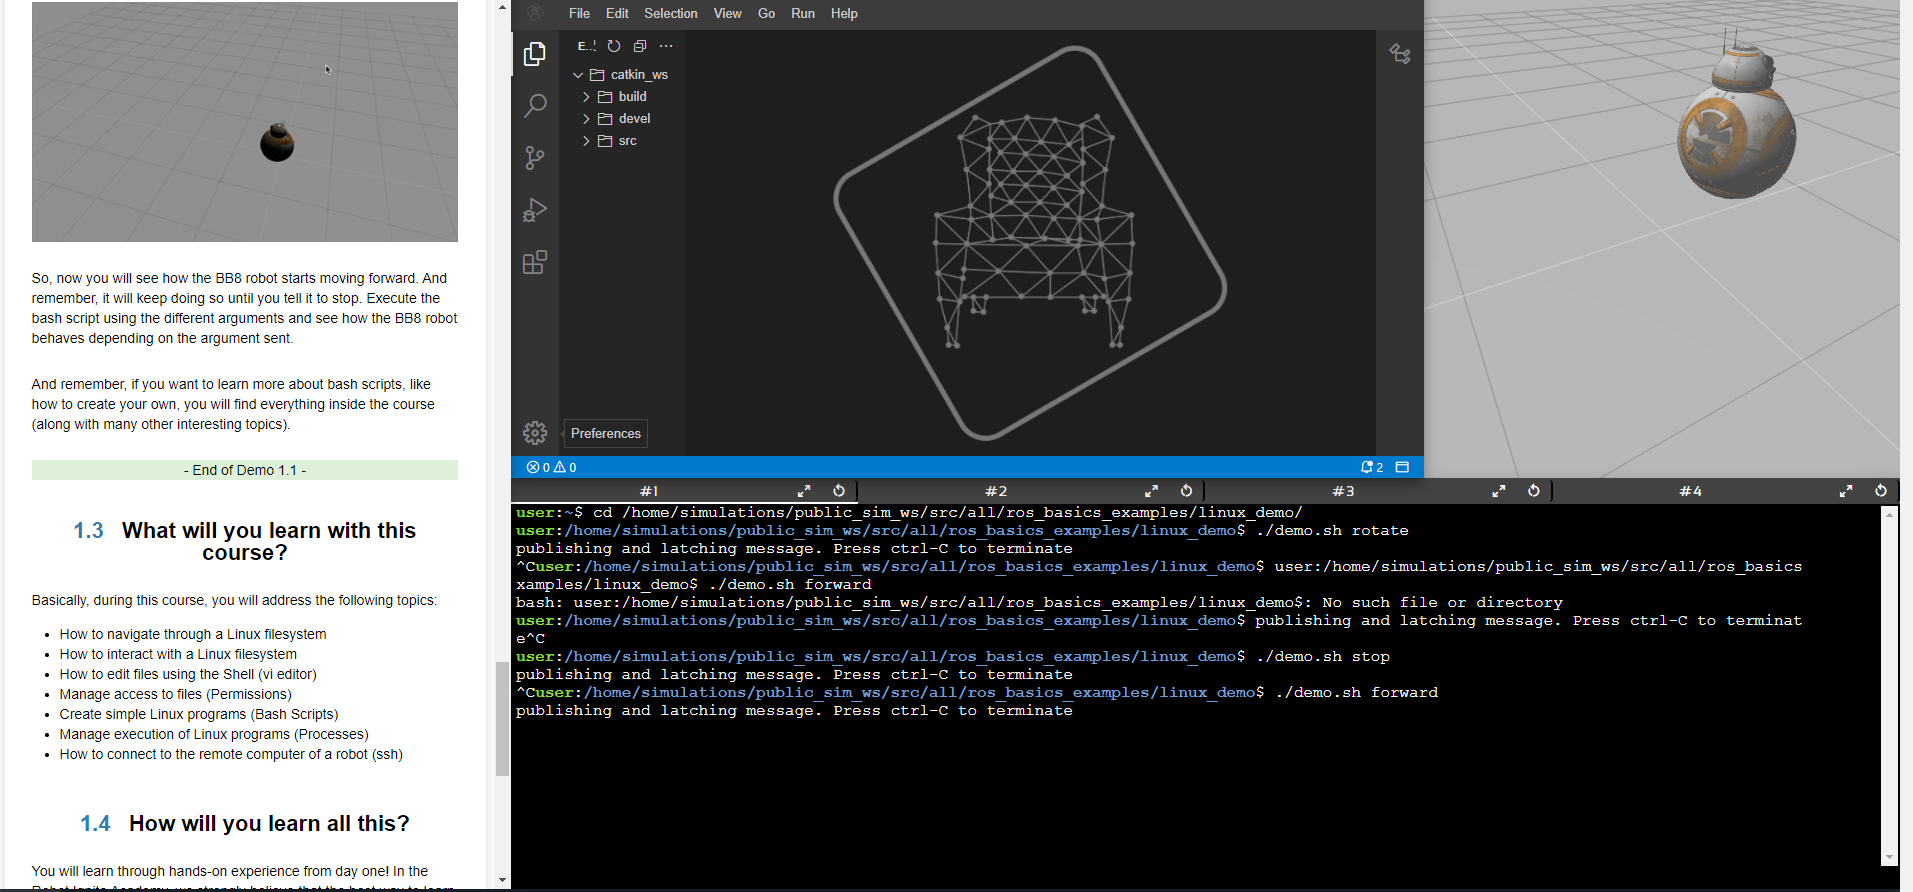 So, now you will see how the BB8 robot starts moving forward. And
remember, it will keep doing so until you tell it to stop. Execute the
bash script using the different arguments and see how the BB8 robot
behaves depending on the argument sent.
And remember, if you want to learn more about bash scripts, like
how to create your own, you will find everything inside the course
(along with many other interesting topics).
- End of Demo 1.1 -
1.3 What will you learn with this
course?
Basically, during this course, you will address the following topics:
• How to navigate through a Linux filesystem
• How to interact with a Linux filesystem
• How to edit files using the Shell (vi editor)
• Manage access to files (Permissions)
• Create simple Linux programs (Bash Scripts)
• Manage execution of Linux programs (Processes)
• How to connect to the remote computer of a robot (ssh)
1.4 How will you learn all this?
You will learn through hands-on experience from day one! In the
File Edit Selection View Go Run Help
catkin_ws
build
devel
src
Preferences
0 0
2
#1 #2 #3 #4
user:~$ cd /home/simulations/public_sim_ws/src/all/ros_basics_examples/linux_demo/
user:/home/simulations/public_sim_ws/src/all/ros_basics_examples/linux_demo$ ./demo.sh rotate
publishing and latching message. Press ctrl-C to terminate
^Cuser:/home/simulations/public_sim_ws/src/all/ros_basics_examples/linux_demo$ user:/home/simulations/public_sim_ws/src/all/ros_basics
xamples/linux_demo$ ./demo.sh forward
bash: user:/home/simulations/public_sim_ws/src/all/ros_basics_examples/linux_demo$: No such file or directory
user:/home/simulations/public_sim_ws/src/all/ros_basics_examples/linux_demo$ publishing and latching message. Press ctrl-C to terminat
e^C
user:/home/simulations/public_sim_ws/src/all/ros_basics_examples/linux_demo$ ./demo.sh stop
publishing and latching message. Press ctrl-C to terminate
^Cuser:/home/simulations/public_sim_ws/src/all/ros_basics_examples/linux_demo$ ./demo.sh forward
publishing and latching message. Press ctrl-C to terminate